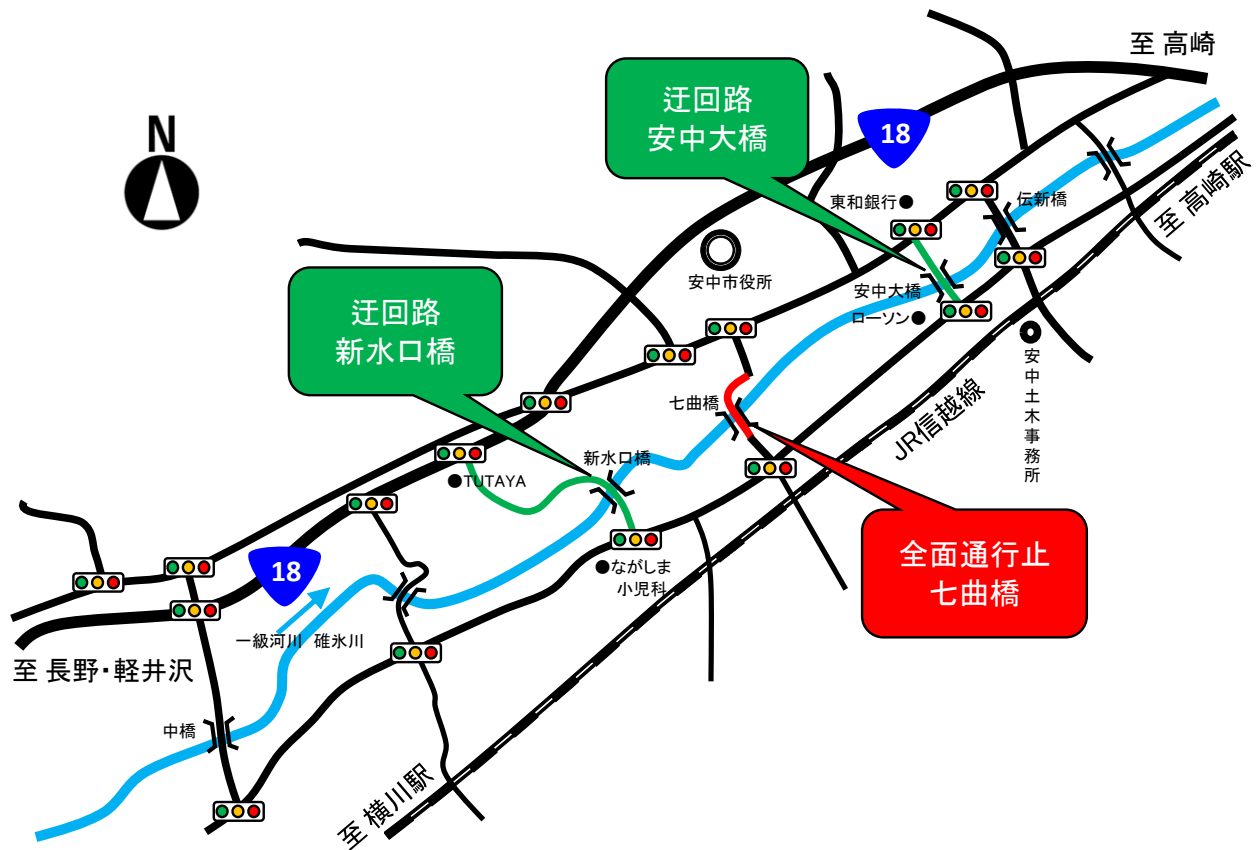 至 高崎
迂回路
安中大橋
N
18
東和銀行●
伝新橋
至 高崎駅
安中市役所
安中大橋
ローソン●
迂回路
新水口橋
安中土木事務所
JR信越線
七曲橋
新水口橋
●TUTAYA
全面通行止
七曲橋
18
●ながしま
小児科
一級河川 碓氷川
至 長野・軽井沢
中橋
至 横川駅